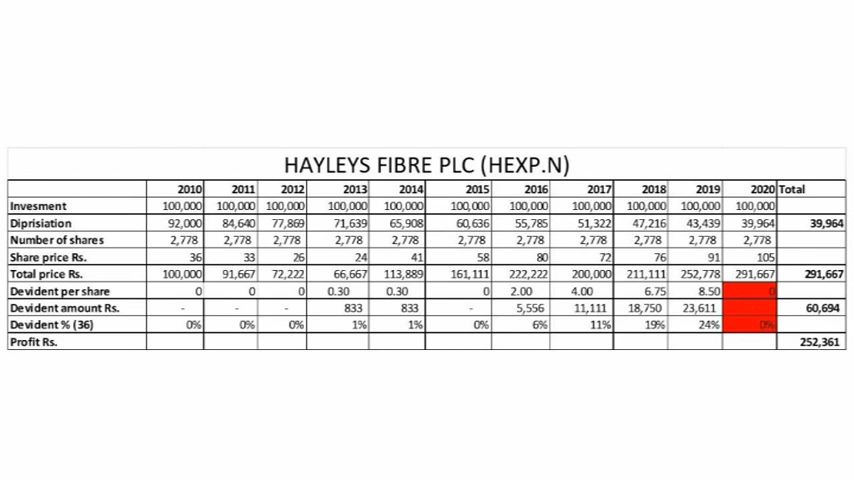 HAYLEYS FIBRE PLC (HEXP.N)
2010 2011 2012 2013 2014 2015 2016 2017 2018 2019 2020 Total
Invesment 100,000 100,000 100,000 100,000 100,000 100,000 100,000 100,000 100,000 100,000 100,000
Diprisiation 92,000 84,640 77,869 71,639 65,908 60,636 55,785 51,322 47,216 43,439 39,964 39,964
Number of shares 2,778 2,778 2,778 2,778 2,778 2,778 2,778 2,778 2,778 2,778 2,778
Share price Rs. 36 33 26 24 41 58 80 72 76 91 105
Total price Rs. 100,000 91,667 72,222 66,667 113,889 161,111 222,222 200,000 211,111 252,778 291,667 291,667
Devident per share 0 0 0 0.30 0.30 0 2.00 4.00 6.75 8.50 0
Devident amount Rs. - - - 833 833 - 5,556 11,111 18,750 23,611 60,694
Devident % (36) 0% 0% 0% 1% 1% 0% 6% 11% 19% 24% 0%
Profit Rs. 252,361